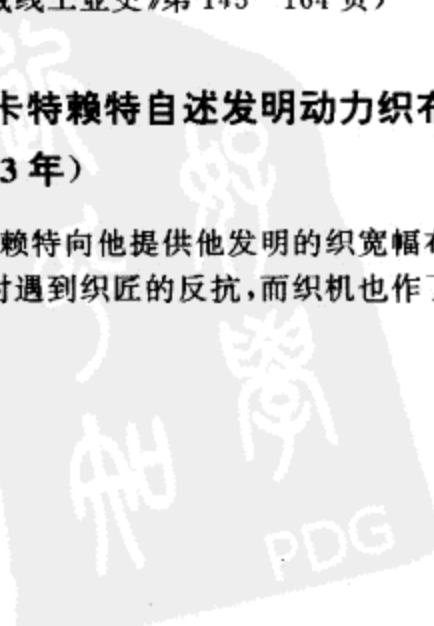 线工业史》第 145—164 页）
卡特赖特自述发明动力织布
3 年）
赖特向他提供他发明的织宽幅布
时遇到织匠的反抗，而织机也作了
PDG